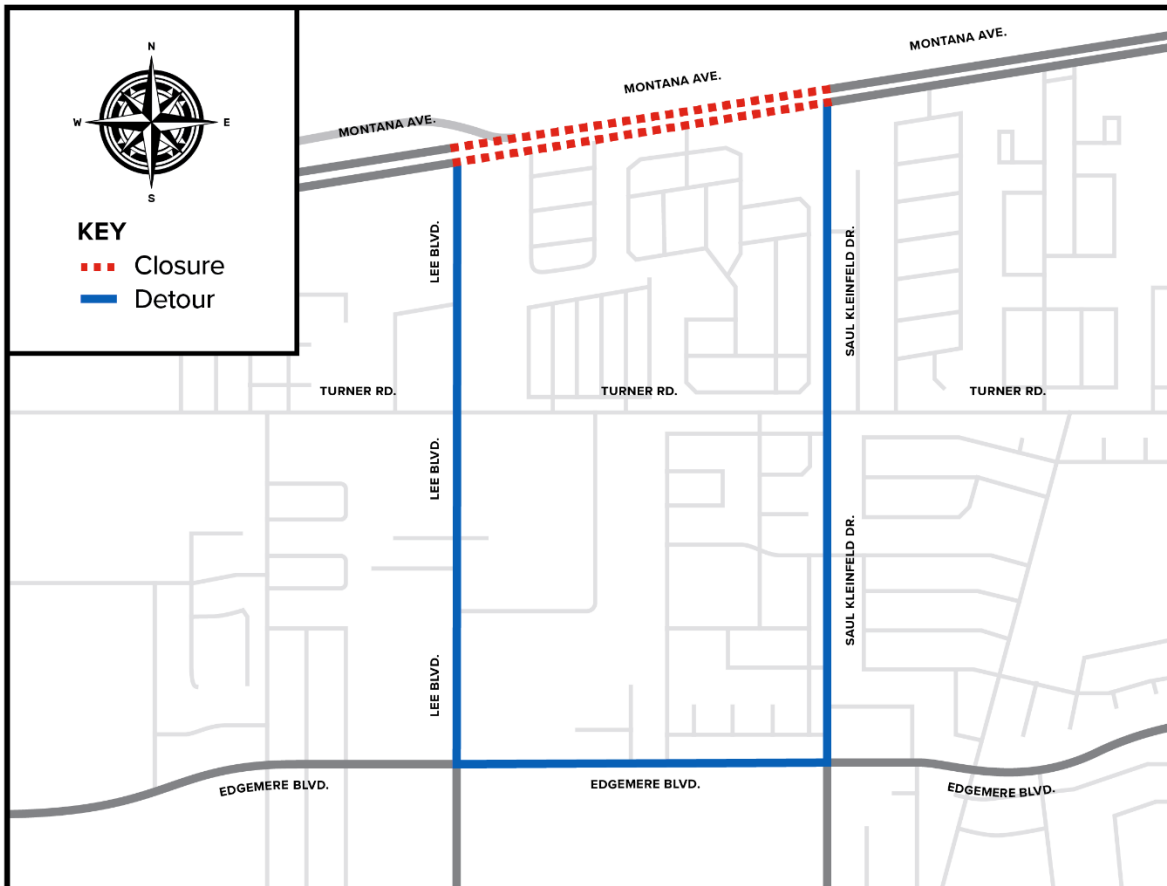 N
W
E
S
KEY
Closure
Detour
MONTANA AVE.
MONTANA AVE.
MONTANA AVE.
LEE BLVD.
SAUL KLEINFELD DR.
TURNER RD.
TURNER RD.
TURNER RD.
LEE BLVD.
SAUL KLEINFELD DR.
LEE BLVD.
EDGEMERE BLVD.
EDGEMERE BLVD.
EDGEMERE BLVD.